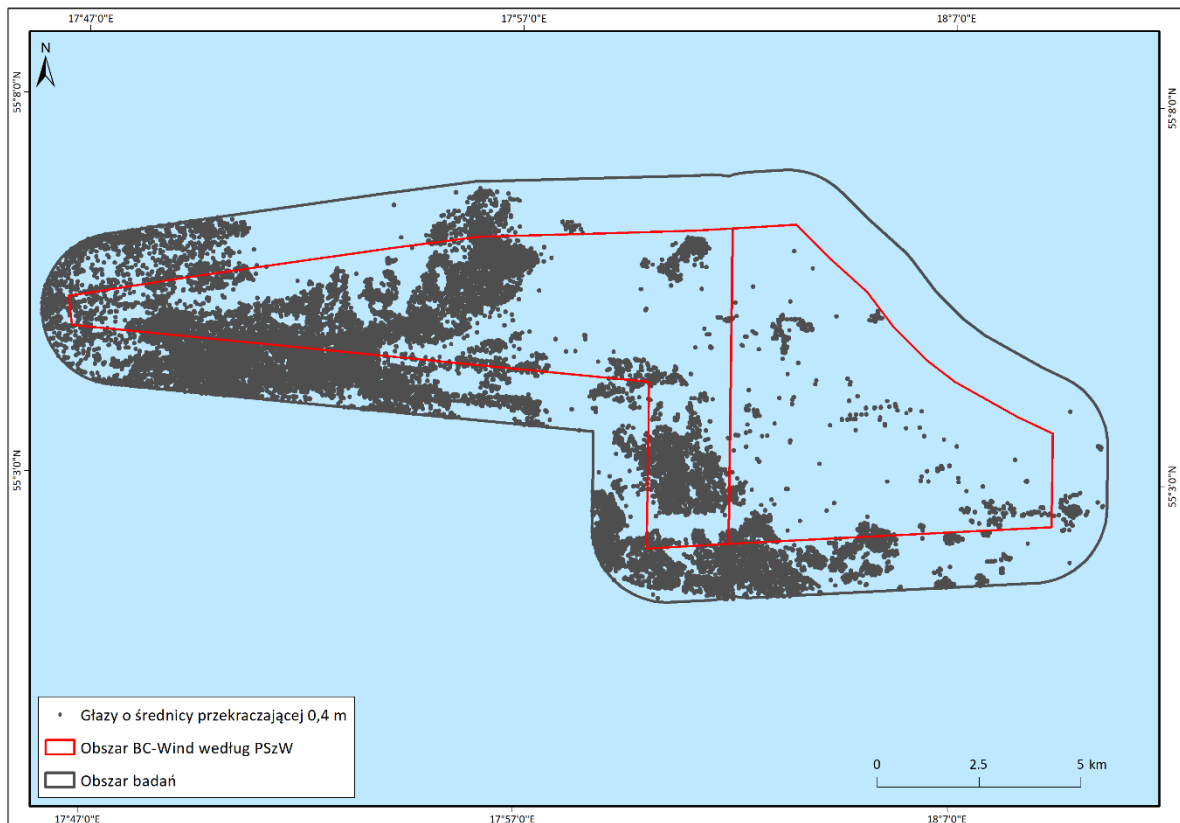 17°47'0"E 17°57'0"E 18°7'0"E
N
55°8'0"N 55°8'0"N
55°3'0"N 55°3'0"N
Głazy o średnicy przekraczającej 0,4 m
Obszar BC-Wind według PSzW
Obszar badań
0 2.5 5 km
17°47'0"E 17°57'0"E 18°7'0"E